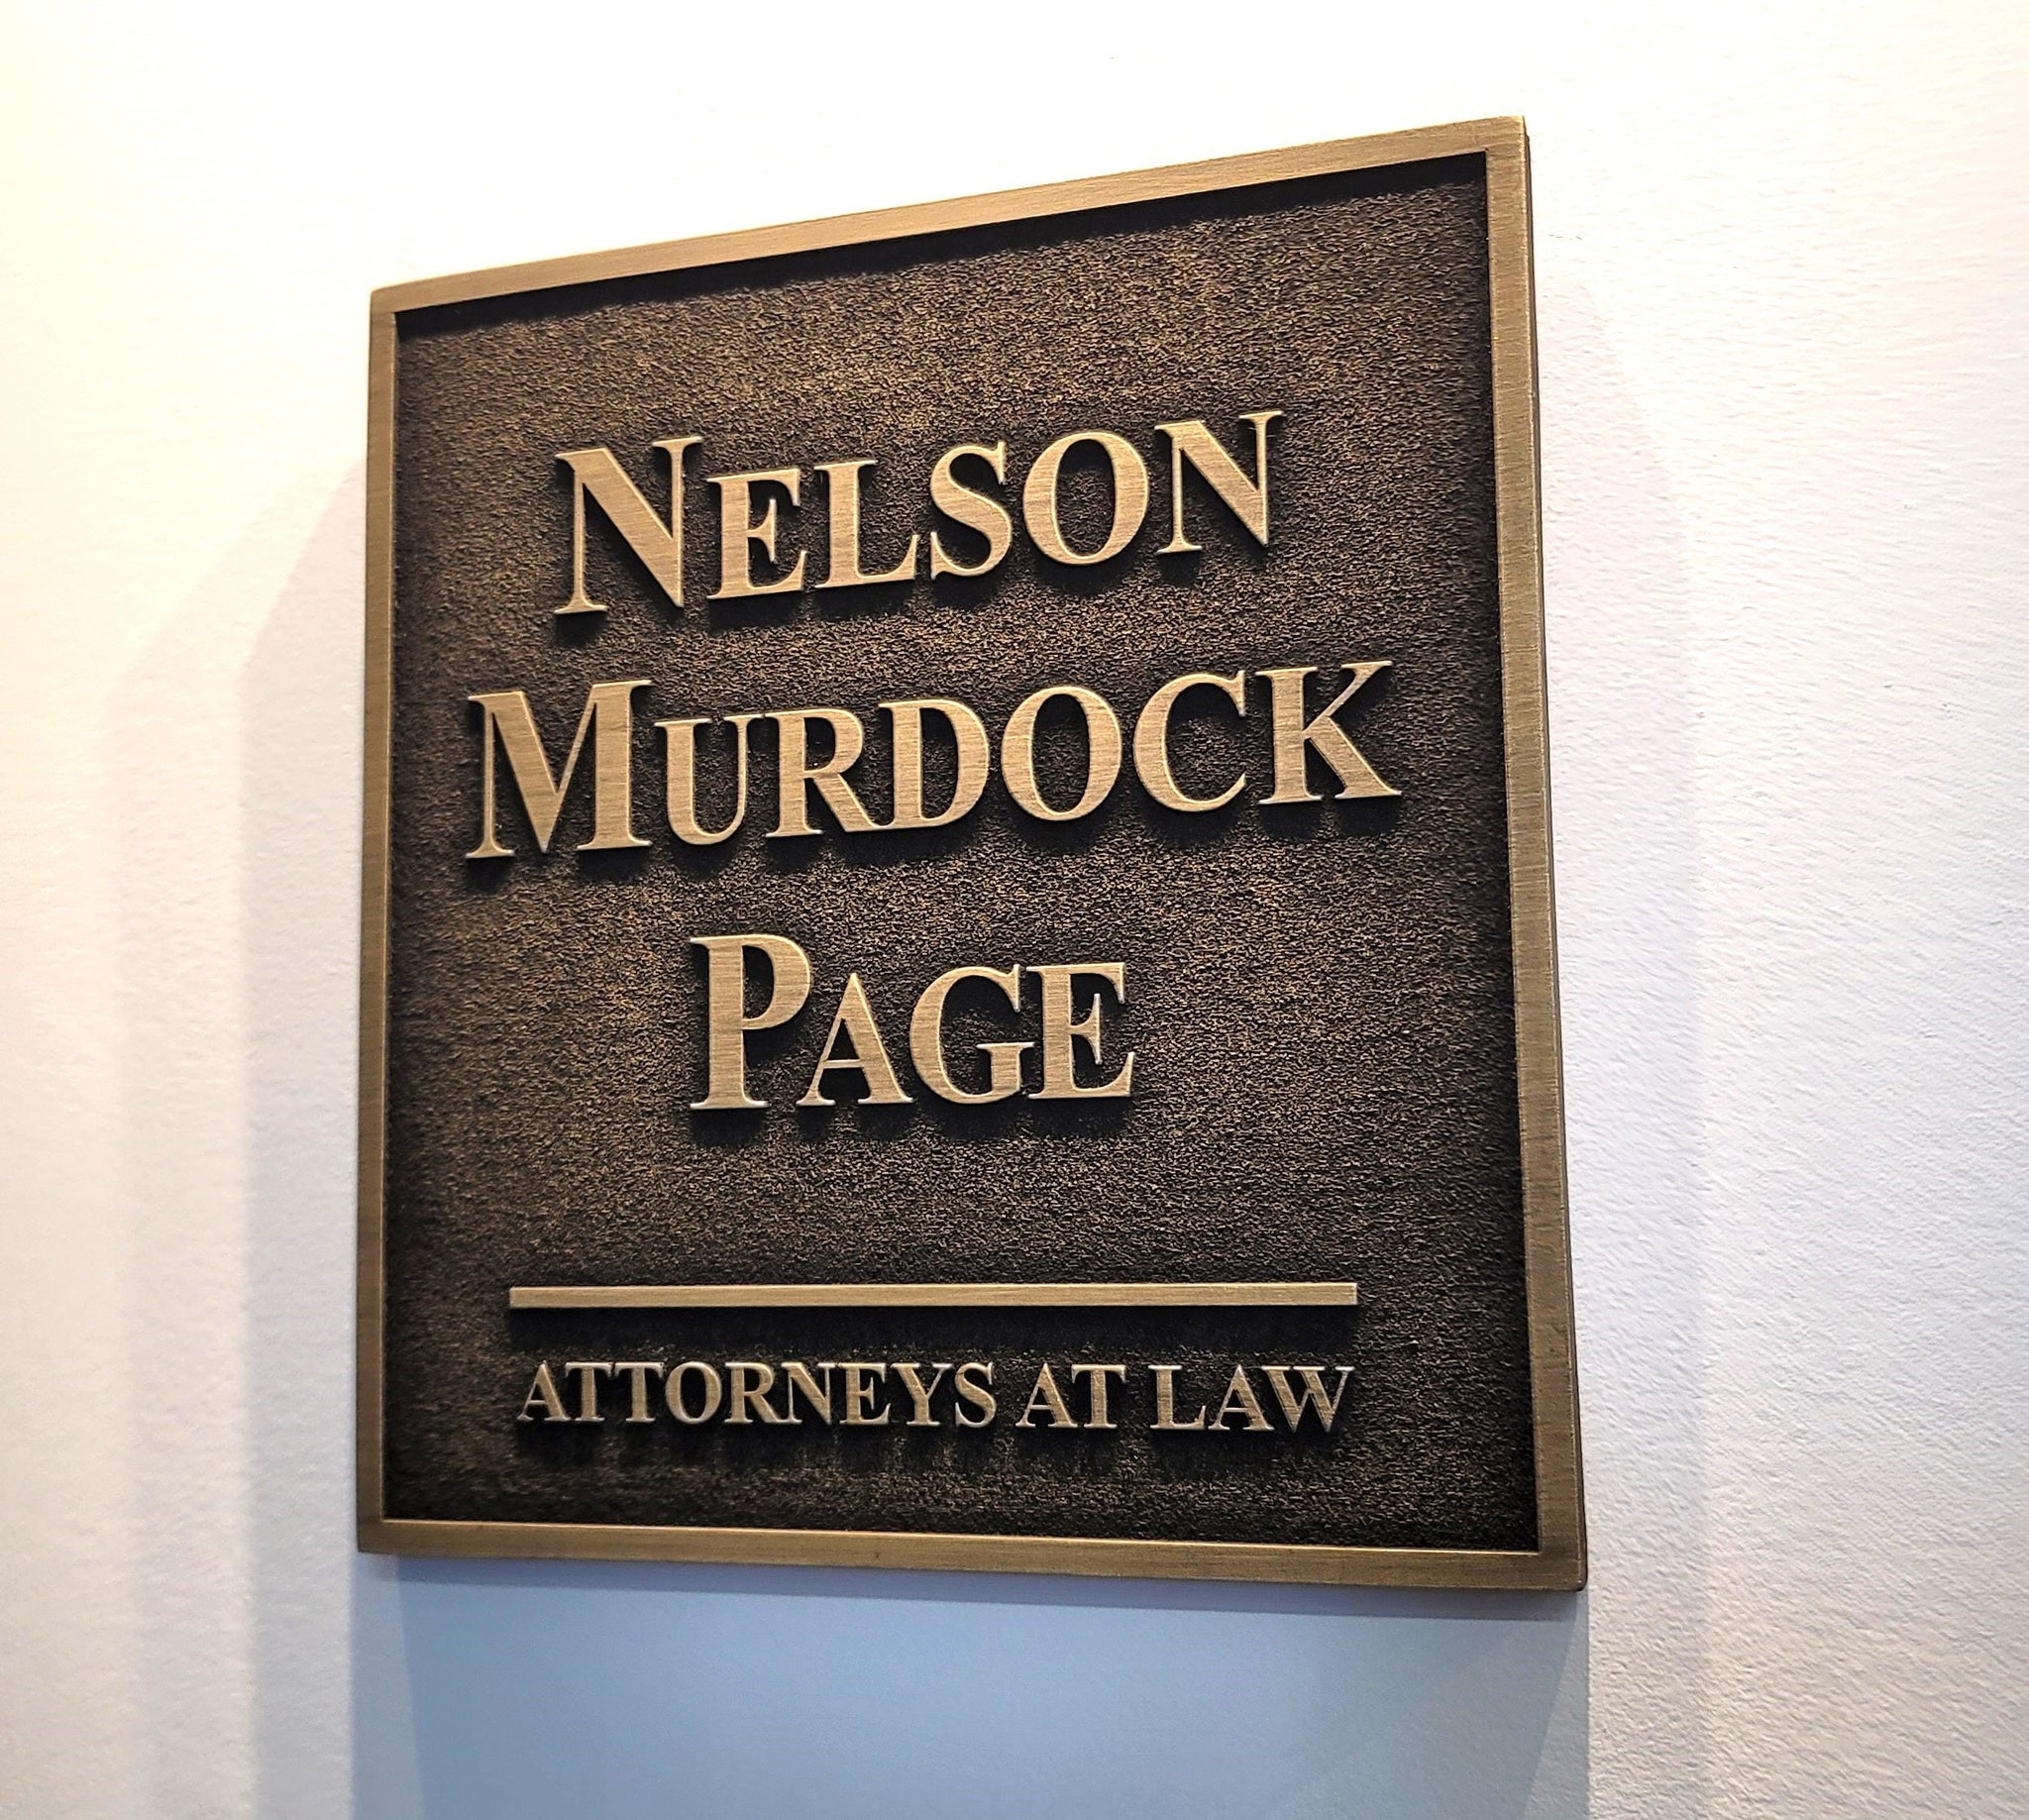 NELSON
MURDOCK
PAGE
ATTORNEYS AT LAW